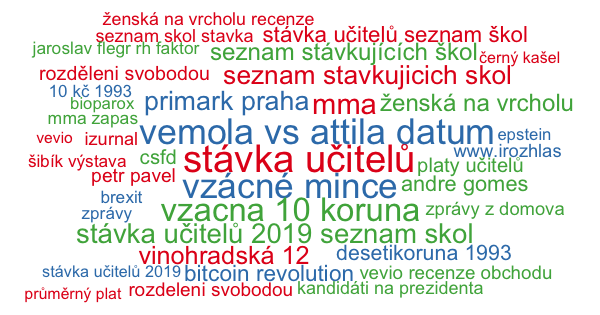 ženská na vrcholu recenze
seznam skol stavka stávka učitelů seznam škol
jaroslav flegr rh faktor seznam stávkujících škol černý kašel
rozděleni svobodou seznam stavkujicich skol
10 kč 1993 primark praha mma ženská na vrcholu
bioparox
mma zapas vemola vs attila datum epstein
vevio izurnal www.irozhlas
šibík výstava csfd stávka učitelů platy učitelů
petr pavel vzácné mince andre gomes
brexit
zprávy vzacna 10 koruna zprávy z domova
stávka učitelů 2019 seznam skol
vinohradská 12 desetikoruna 1993
stávka učitelů 2019 bitcoin revolution vevio recenze obchodu
průměrný plat rozdeleni svobodou kandidáti na prezidenta